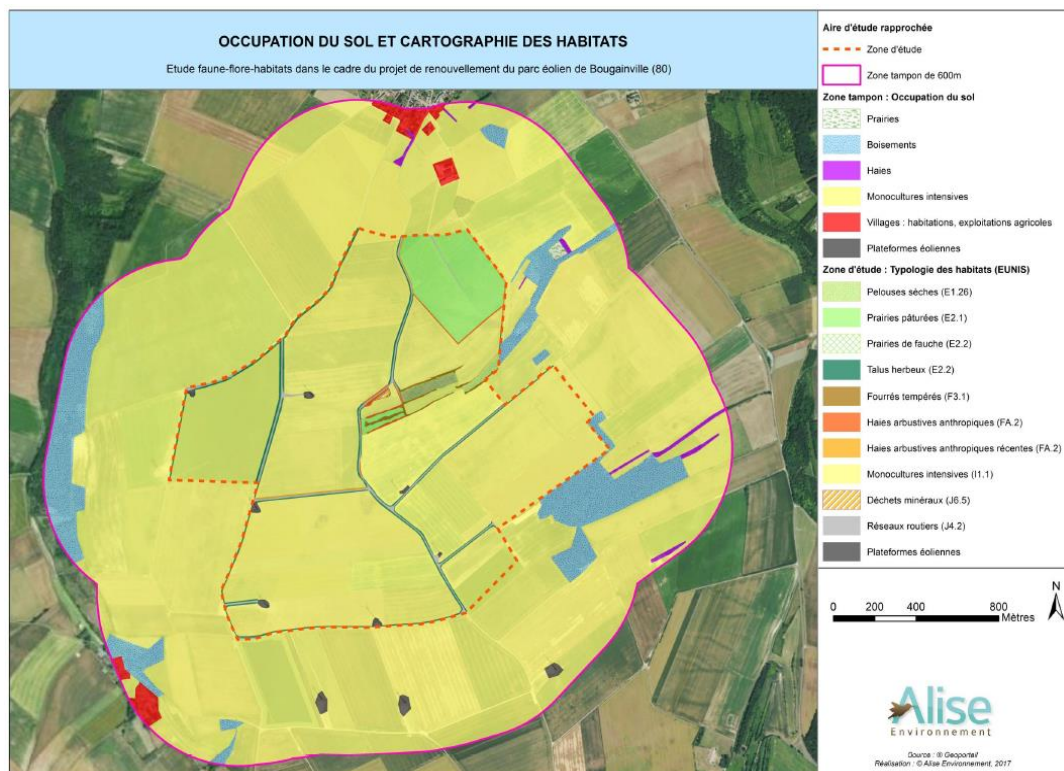 OCCUPATION DU SOL ET CARTOGRAPHIE DES HABITATS
Etude faune-flore-habitats dans le cadre du projet de renouvellement du parc éolien de Bougainville (80)
Aire d'étude rapprochée
Zone d'étude
Zone tampon de 600m
Zone tampon : Occupation du sol
Prairies
Boisements
Haies
Monocultures intensives
Villages : habitations, exploitations agricoles
Plateformes éoliennes
Zone d'étude : Typologie des habitats (EUNIS)
Pelouses sèches (E1.26)
Prairies pâturées (E2.1)
Prairies de fauche (E2.2)
Talus herbeux (E2.2)
Fourrés tempérés (F3.1)
Haies arbustives anthropiques (FA.2)
Haies arbustives anthropiques récentes (FA.2)
Monocultures intensives (I1.1)
Déchets minéraux (J6.5)
Réseaux routiers (J4.2)
Plateformes éoliennes
N
0 200 400 800
Mètres
Alise
Environnement
Source : ® Geoportail
Réalisation : © Alise Environnement, 2017